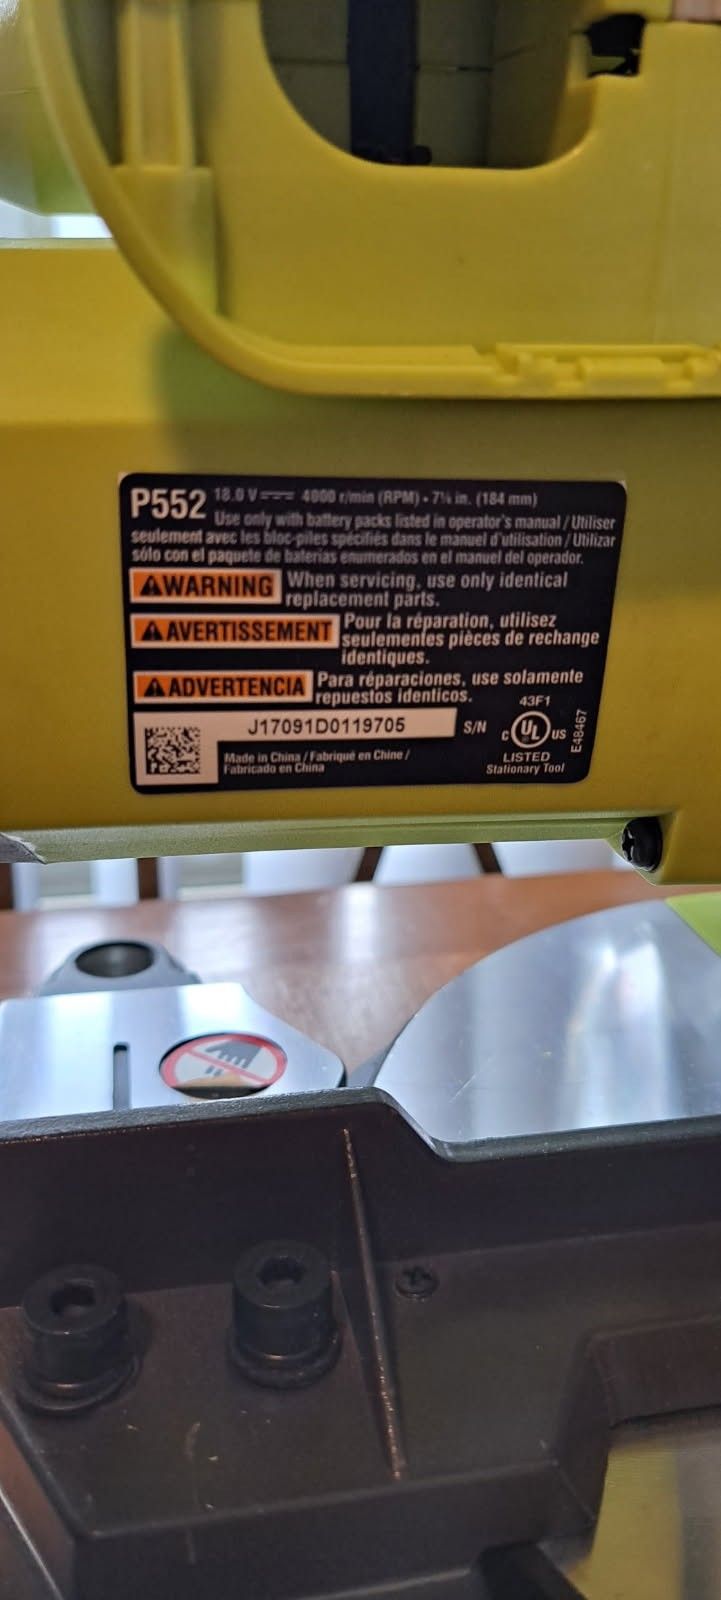 P552 18.0 V 4000 r/min (RPM) • 7¼ in. (184 mm)
Use only with battery packs listed in operator's manual / Utiliser
seulement avec les bloc-piles spécifiés dans le manuel d'utilisation / Utilizar
sólo con el paquete de baterias enumerados en el manual del operador.
WARNING When servicing, use only identical
replacement parts.
AVERTISSEMENT Pour la réparation, utilisez
seulementes pièces de rechange
identiques.
ADVERTENCIA Para réparaciones, use solamente
repuestos identicos.
J17091D0119705 S/N
43F1
c UL us
LISTED
Stationary Tool
E48467
Made in China / Fabriqué en Chine /
Fabricado en China